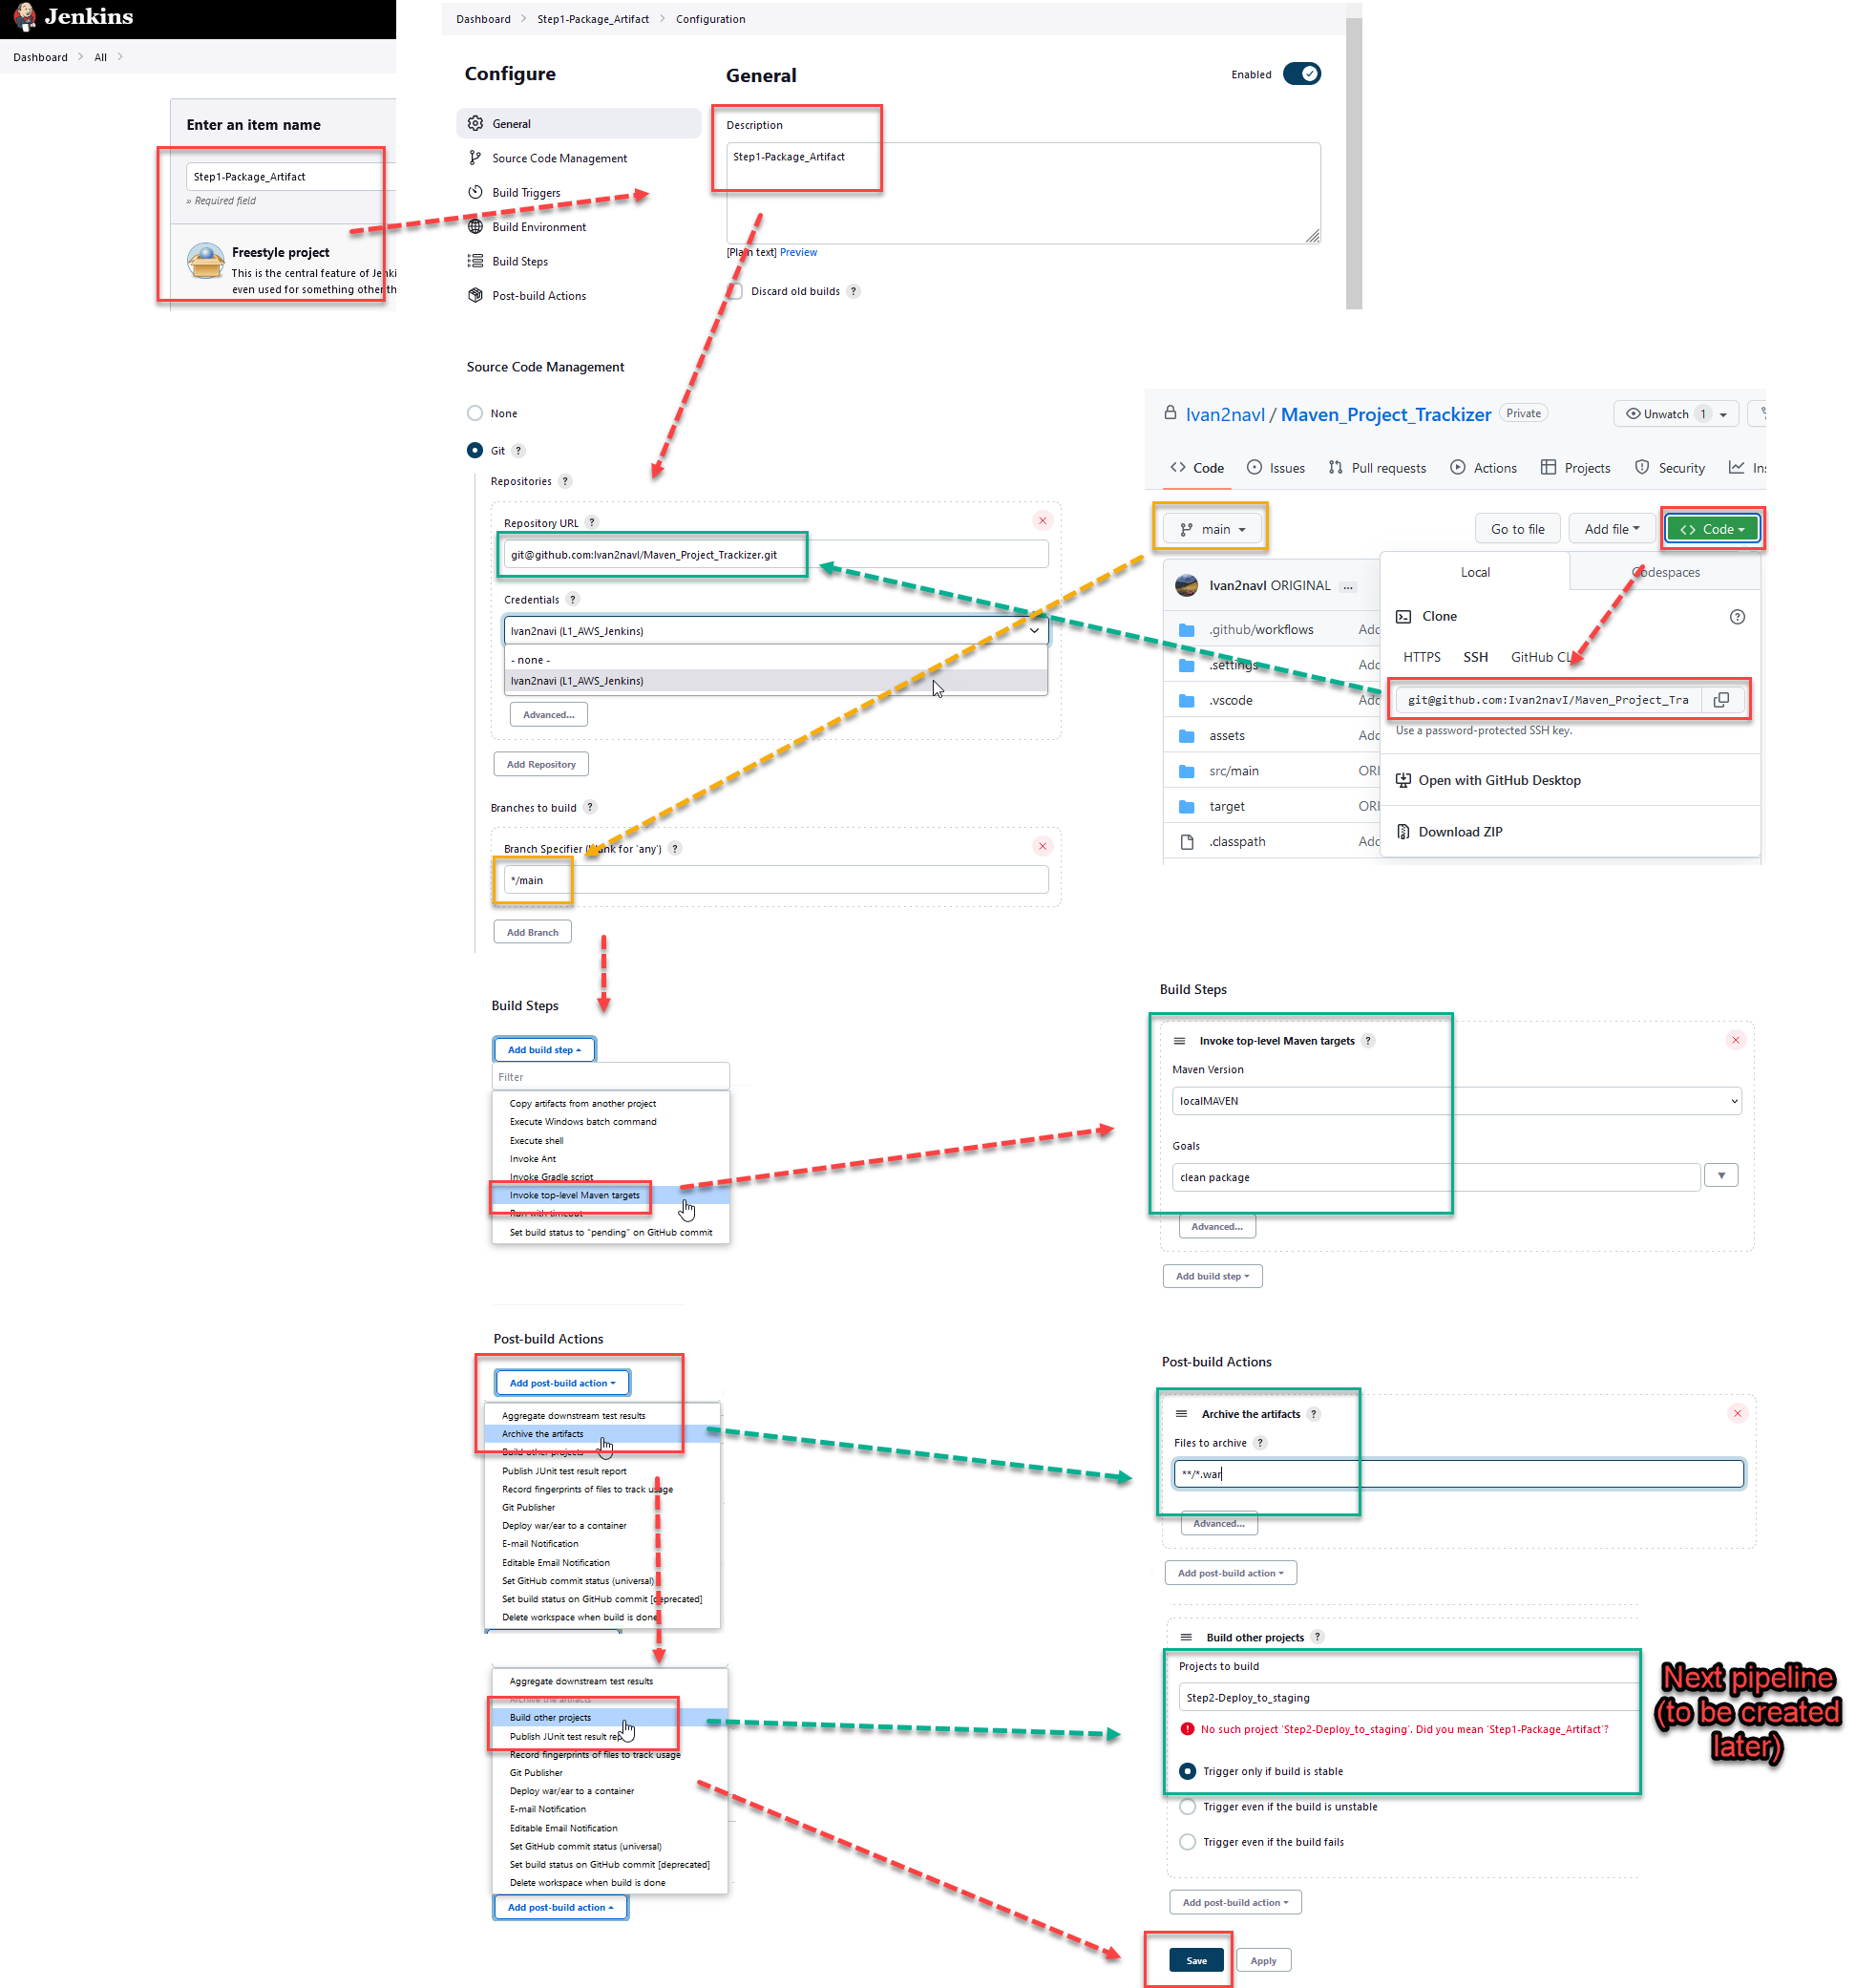 Jenkins
Dashboard > All >
Enter an item name
Step1-Package_Artifact
» Required field
Freestyle project
This is the central feature of Jenki
even used for something other th
Dashboard > Step1-Package_Artifact > Configuration
Configure
General
Source Code Management
Build Triggers
Build Environment
Build Steps
Post-build Actions
General
Enabled
Description
Step1-Package_Artifact
[Plain text] Preview
Discard old builds ?
Source Code Management
None
Git ?
Repositories ?
Repository URL ?
git@github.com:Ivan2navI/Maven_Project_Trackizer.git
Credentials ?
Ivan2navi (L1_AWS_Jenkins)
- none -
Ivan2navi (L1_AWS_Jenkins)
Advanced...
Add Repository
Branches to build ?
Branch Specifier (blank for 'any') ?
*/main
Add Branch
Ivan2navI / Maven_Project_Trackizer Private
Unwatch 1
Code Issues Pull requests Actions Projects Security Ins
main
Go to file Add file Code
Ivan2navI ORIGINAL ...
.github/workflows Add
.settings Add
.vscode Add
assets Add
src/main ORI
target ORI
.classpath Add
Local Codespaces
Clone
HTTPS SSH GitHub CLI
git@github.com:Ivan2navI/Maven_Project_Tra
Use a password-protected SSH key.
Open with GitHub Desktop
Download ZIP
Build Steps
Add build step
Filter
Copy artifacts from another project
Execute Windows batch command
Execute shell
Invoke Ant
Invoke Gradle script
Invoke top-level Maven targets
Run with timeout
Set build status to "pending" on GitHub commit
Build Steps
Invoke top-level Maven targets ?
Maven Version
localMAVEN
Goals
clean package
Advanced...
Add build step
Post-build Actions
Add post-build action
Aggregate downstream test results
Archive the artifacts
Build other projects
Publish JUnit test result report
Record fingerprints of files to track usage
Git Publisher
Deploy war/ear to a container
E-mail Notification
Editable Email Notification
Set GitHub commit status (universal)
Set build status on GitHub commit [deprecated]
Delete workspace when build is done
Post-build Actions
Archive the artifacts ?
Files to archive ?
**/*.war
Advanced...
Add post-build action
Aggregate downstream test results
Archive the artifacts
Build other projects
Publish JUnit test result report
Record fingerprints of files to track usage
Git Publisher
Deploy war/ear to a container
E-mail Notification
Editable Email Notification
Set GitHub commit status (universal)
Set build status on GitHub commit [deprecated]
Delete workspace when build is done
Add post-build action
Build other projects ?
Projects to build
Step2-Deploy_to_staging
No such project 'Step2-Deploy_to_staging'. Did you mean 'Step1-Package_Artifact'?
Trigger only if build is stable
Trigger even if the build is unstable
Trigger even if the build fails
Add post-build action
Save Apply
Next pipeline
(to be created
later)